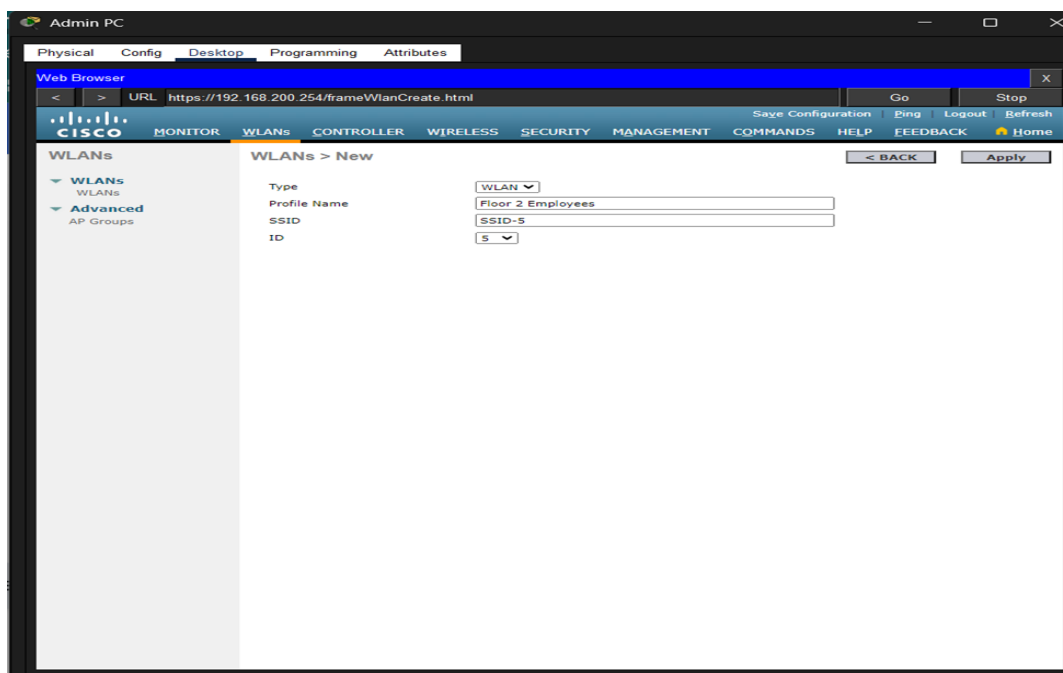 Admin PC
Physical Config Desktop Programming Attributes
Web Browser X
< > URL https://192.168.200.254/frameWlanCreate.html Go Stop
Save Configuration Ping Logout Refresh
CISCO MONITOR WLANs CONTROLLER WIRELESS SECURITY MANAGEMENT COMMANDS HELP FEEDBACK Home
WLANs WLANs > New < BACK Apply
WLANs
WLANs
Advanced
AP Groups
Type WLAN
Profile Name Floor 2 Employees
SSID SSID-5
ID 5